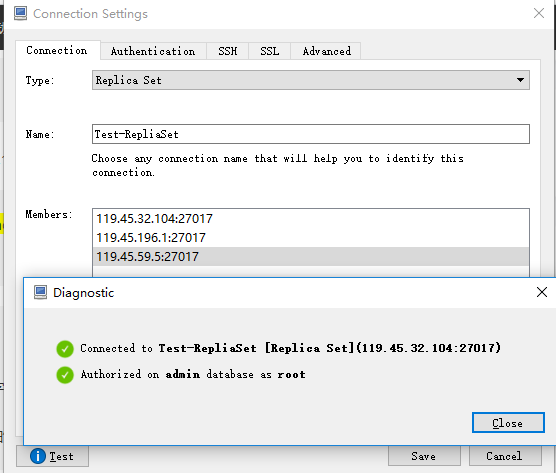 Connection Settings
Connection Authentication SSH SSL Advanced
Type: Replica Set
Name: Test-RepliaSet
Choose any connection name that will help you to identify this
connection.
Members: 119.45.32.104:27017
119.45.196.1:27017
119.45.59.5:27017
Diagnostic
Connected to Test-RepliaSet [Replica Set](119.45.32.104:27017)
Authorized on admin database as root
Close
Test Save Cancel